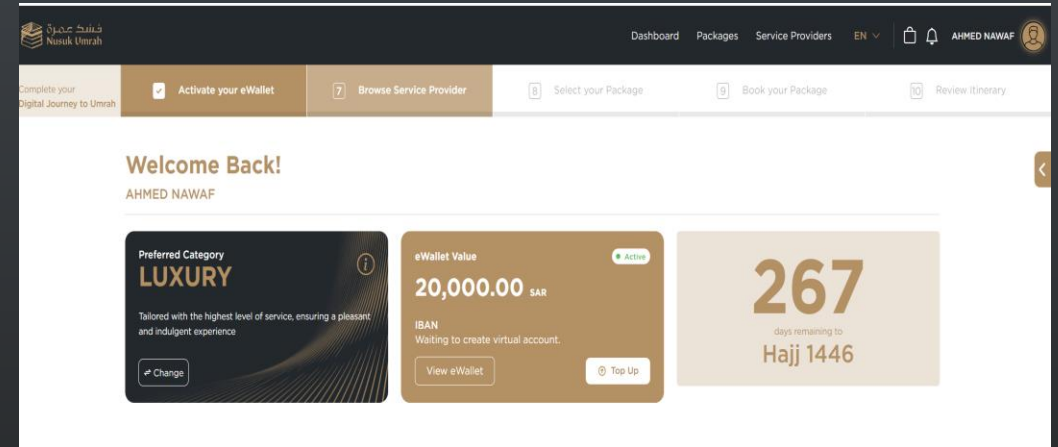 نسك عمرة
Nusuk Umrah
Dashboard Packages Service Providers EN AHMED NAWAF
Complete your
Digital Journey to Umrah
Activate your eWallet
7 Browse Service Provider
8 Select your Package
9 Book your Package
10 Review itinerary
Welcome Back!
AHMED NAWAF
Preferred Category
LUXURY
Tailored with the highest level of service, ensuring a pleasant
and indulgent experience
Change
eWallet Value
Active
20,000.00 SAR
IBAN
Waiting to create virtual account.
View eWallet
Top Up
267
days remaining to
Hajj 1446